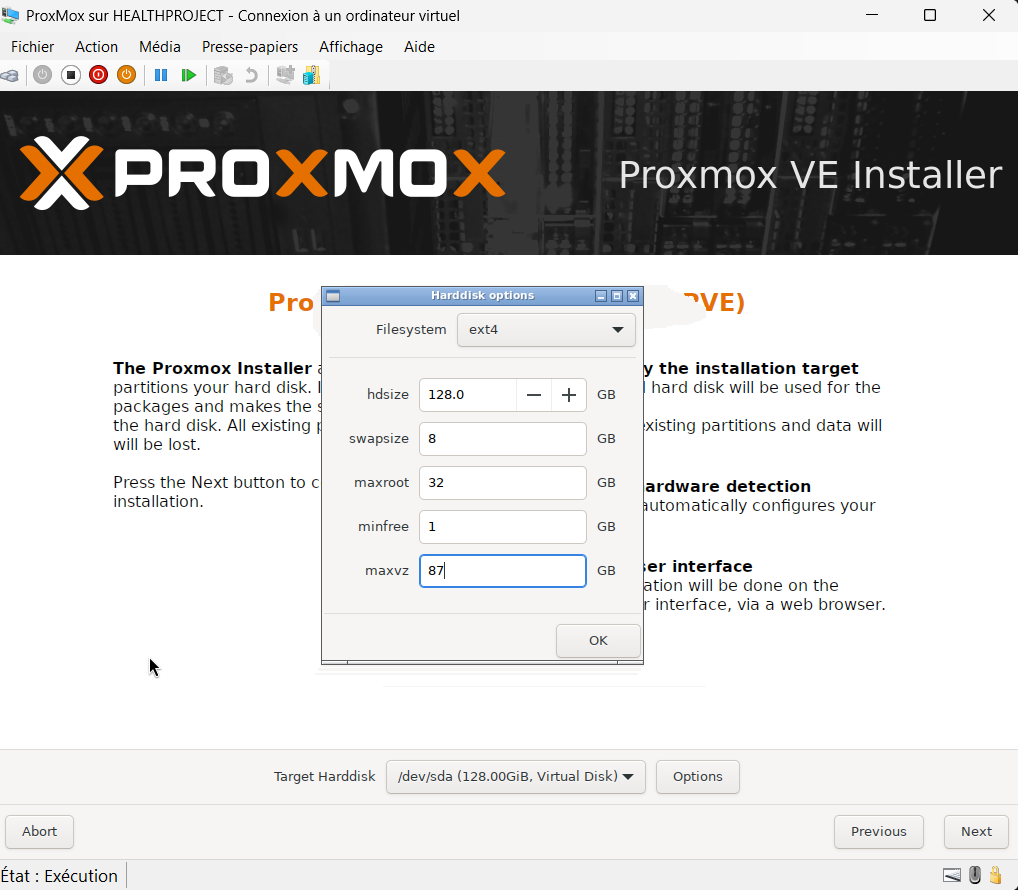 ProxMox sur HEALTHPROJECT - Connexion à un ordinateur virtuel
Fichier Action Média Presse-papiers Affichage Aide
PROXMOX
Proxmox VE Installer
Pro
PVE)
Harddisk options
Filesystem ext4
hdsize 128.0 GB
swapsize 8 GB
maxroot 32 GB
minfree 1 GB
maxvz 87 GB
OK
The Proxmox Installer
partitions your hard disk.
packages and makes the s
the hard disk. All existing p
will be lost.
Press the Next button to c
installation.
y the installation target
hard disk will be used for the
existing partitions and data will
ardware detection
automatically configures your
ser interface
ation will be done on the
r interface, via a web browser.
Target Harddisk /dev/sda (128.00GiB, Virtual Disk) Options
Abort Previous Next
État : Exécution